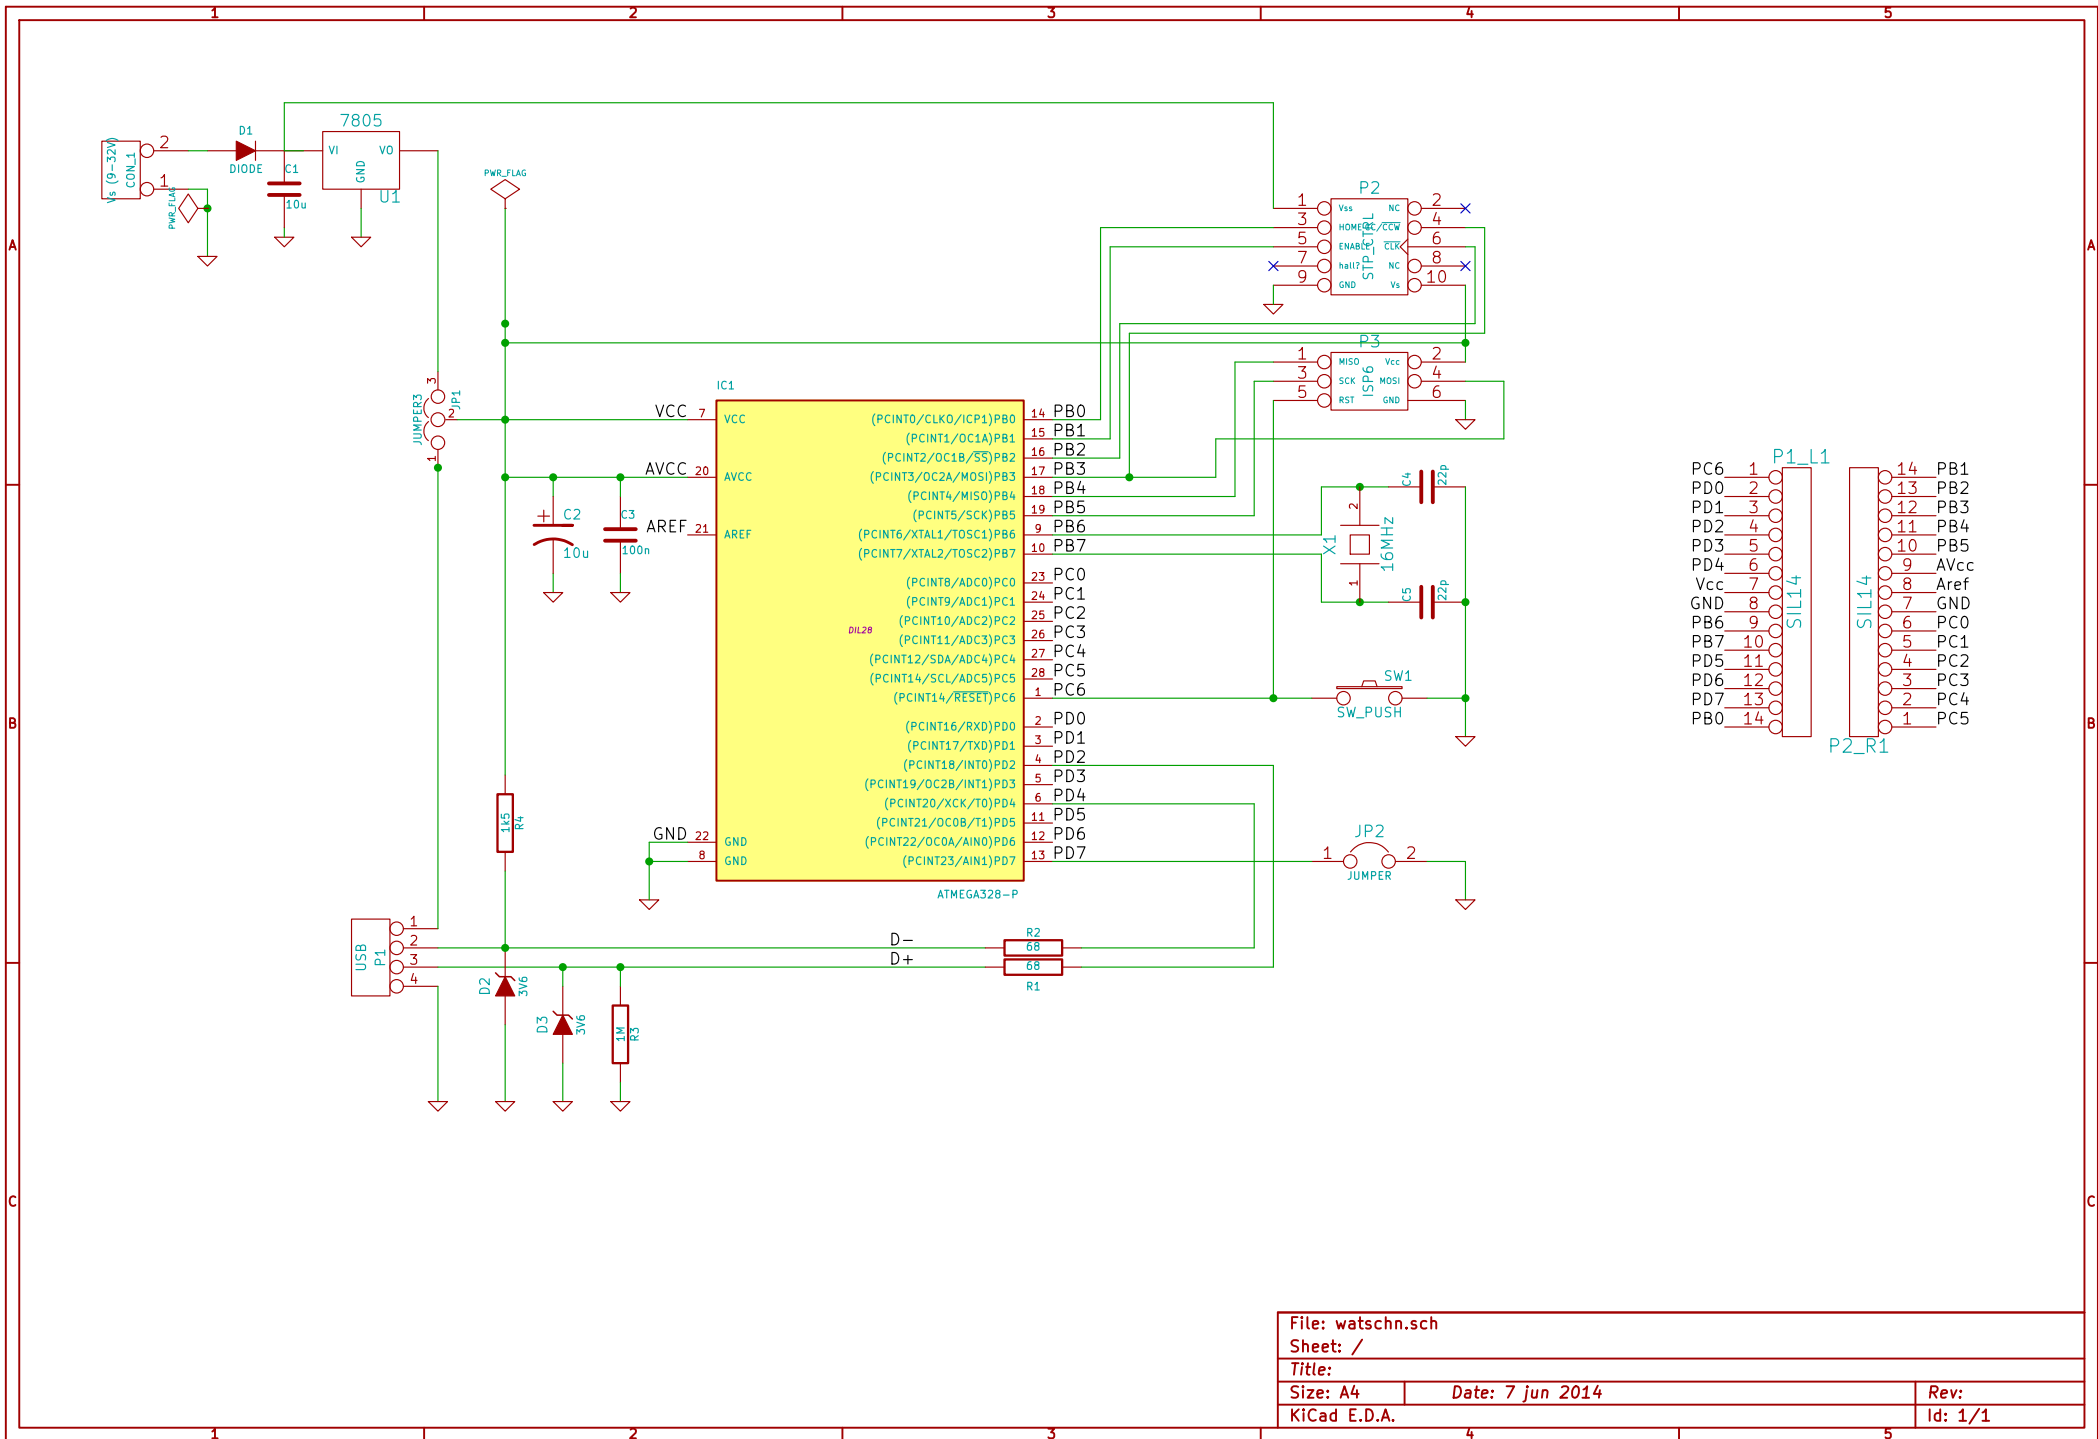 1 2 3 4 5
A
B
C
A
B
C
1 2 3 4 5
Vs (9-32V)
CON_1
2
1
PWR_FLAG
D1
DIODE
C1
10u
7805
VI VO
GND
U1
PWR_FLAG
3
JUMPER3
2
JP1
1
P2
STP_CTRL
1 Vss NC 2
3 HOME CC/CCW 4
5 ENABLE CLK 6
7 hall? NC 8
9 GND Vs 10
P3
ISP6
1 MISO Vcc 2
3 SCK MOSI 4
5 RST GND 6
IC1
VCC 7 VCC
AVCC 20 AVCC
AREF 21 AREF
GND 22 GND
8 GND
DIL28
(PCINT0/CLKO/ICP1)PB0 14 PB0
(PCINT1/OC1A)PB1 15 PB1
(PCINT2/OC1B/SS)PB2 16 PB2
(PCINT3/OC2A/MOSI)PB3 17 PB3
(PCINT4/MISO)PB4 18 PB4
(PCINT5/SCK)PB5 19 PB5
(PCINT6/XTAL1/TOSC1)PB6 9 PB6
(PCINT7/XTAL2/TOSC2)PB7 10 PB7
(PCINT8/ADC0)PC0 23 PC0
(PCINT9/ADC1)PC1 24 PC1
(PCINT10/ADC2)PC2 25 PC2
(PCINT11/ADC3)PC3 26 PC3
(PCINT12/SDA/ADC4)PC4 27 PC4
(PCINT14/SCL/ADC5)PC5 28 PC5
(PCINT14/RESET)PC6 1 PC6
(PCINT16/RXD)PD0 2 PD0
(PCINT17/TXD)PD1 3 PD1
(PCINT18/INT0)PD2 4 PD2
(PCINT19/OC2B/INT1)PD3 5 PD3
(PCINT20/XCK/T0)PD4 6 PD4
(PCINT21/OC0B/T1)PD5 11 PD5
(PCINT22/OC0A/AIN0)PD6 12 PD6
(PCINT23/AIN1)PD7 13 PD7
ATMEGA328-P
C2
10u
C3
100n
C4
22p
2
X1
16MHz
1
C5
22p
SW1
SW_PUSH
JP2
1 2
JUMPER
1k5
R4
USB
P1
1
2
3
4
D-
D+
R2
68
68
R1
D2
3V6
D3
3V6
1M
R3
P1_L1
SIL14
PC6 1
PD0 2
PD1 3
PD2 4
PD3 5
PD4 6
Vcc 7
GND 8
PB6 9
PB7 10
PD5 11
PD6 12
PD7 13
PB0 14
SIL14
14 PB1
13 PB2
12 PB3
11 PB4
10 PB5
9 AVcc
8 Aref
7 GND
6 PC0
5 PC1
4 PC2
3 PC3
2 PC4
1 PC5
P2_R1
File: watschn.sch
Sheet: /
Title:
Size: A4 Date: 7 jun 2014 Rev:
KiCad E.D.A. Id: 1/1